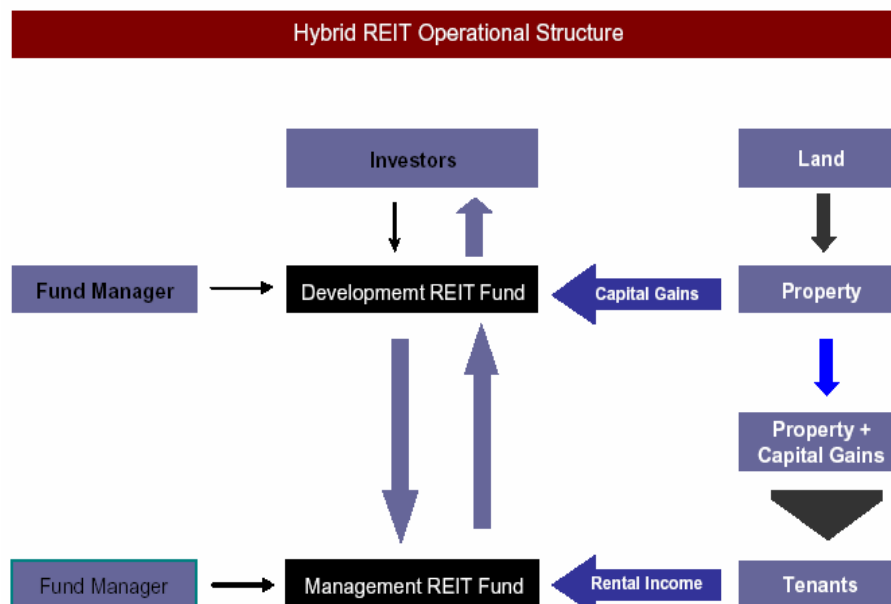 Hybrid REIT Operational Structure
Investors
Land
Fund Manager
Developmemt REIT Fund
Capital Gains
Property
Property +
Capital Gains
Fund Manager
Management REIT Fund
Rental Income
Tenants